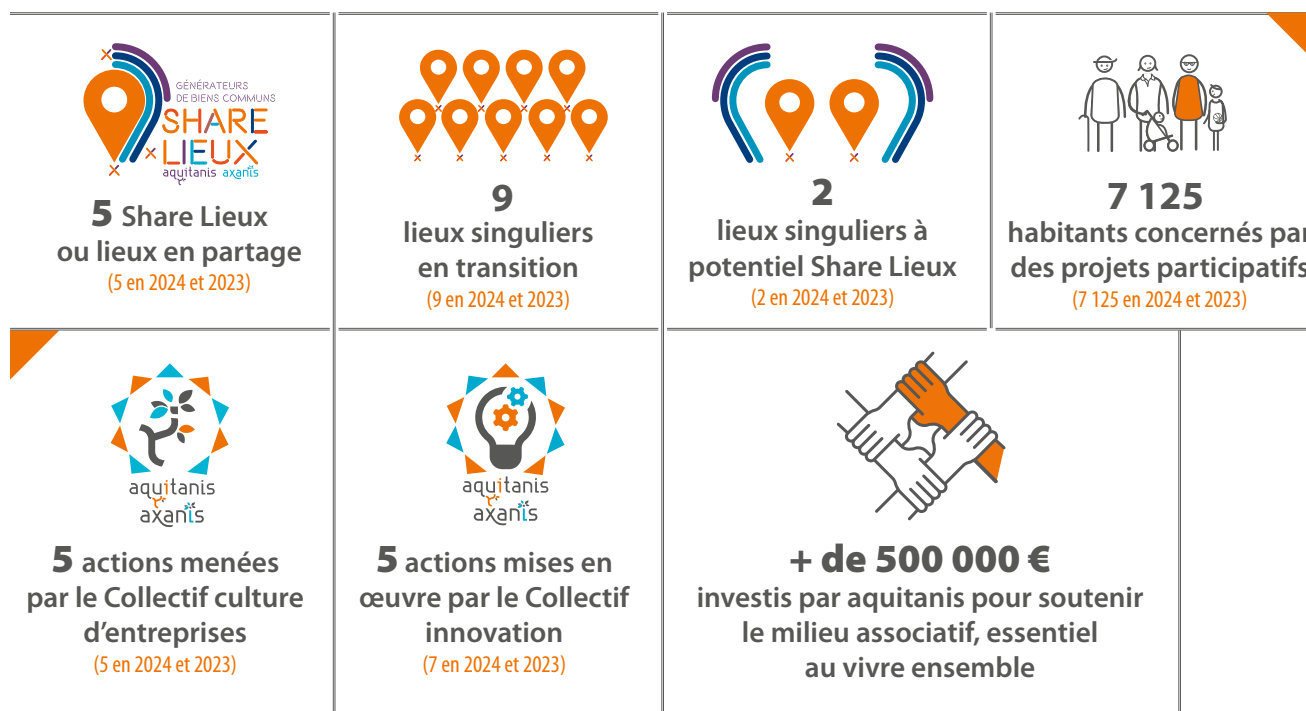 GÉNÉRATEURS
DE BIENS COMMUNS
SHARE
LIEUX
aquitanis axanis
5 Share Lieux
ou lieux en partage
(5 en 2024 et 2023)
9
lieux singuliers
en transition
(9 en 2024 et 2023)
2
lieux singuliers à
potentiel Share Lieux
(2 en 2024 et 2023)
7 125
habitants concernés par
des projets participatifs
(7 125 en 2024 et 2023)
aquitanis
axanis
5 actions menées
par le Collectif culture
d'entreprises
(5 en 2024 et 2023)
aquitanis
axanis
5 actions mises en
œuvre par le Collectif
innovation
(7 en 2024 et 2023)
+ de 500 000 €
investis par aquitanis pour soutenir
le milieu associatif, essentiel
au vivre ensemble